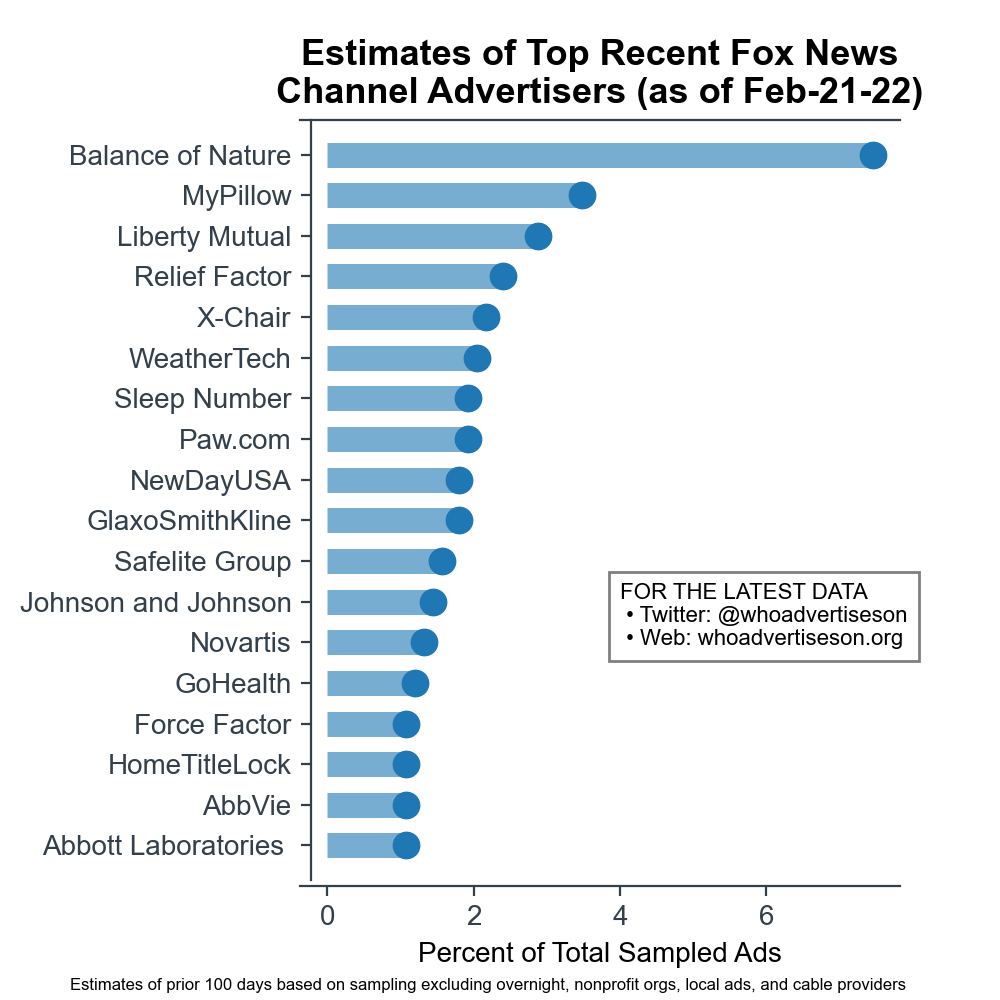 Estimates of Top Recent Fox News
Channel Advertisers (as of Feb-21-22)
Balance of Nature
MyPillow
Liberty Mutual
Relief Factor
X-Chair
WeatherTech
Sleep Number
Paw.com
NewDayUSA
GlaxoSmithKline
Safelite Group
Johnson and Johnson
Novartis
GoHealth
Force Factor
HomeTitleLock
AbbVie
Abbott Laboratories
FOR THE LATEST DATA
• Twitter: @whoadvertiseson
• Web: whoadvertiseson.org
0 2 4 6
Percent of Total Sampled Ads
Estimates of prior 100 days based on sampling excluding overnight, nonprofit orgs, local ads, and cable providers